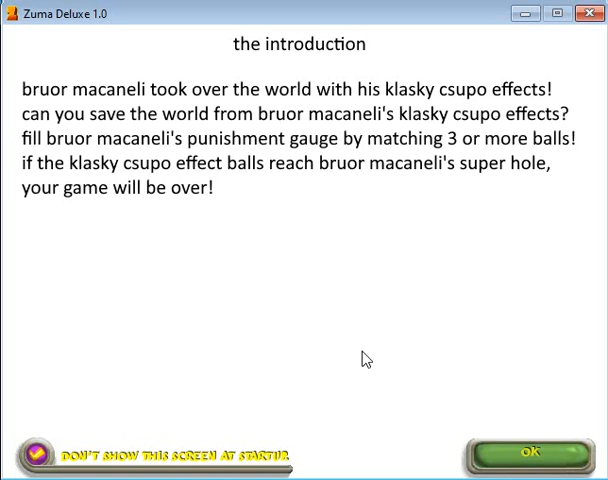 Zuma Deluxe 1.0
the introduction
bruor macaneli took over the world with his klasky csupo effects!
can you save the world from bruor macaneli's klasky csupo effects?
fill bruor macaneli's punishment gauge by matching 3 or more balls!
if the klasky csupo effect balls reach bruor macaneli's super hole,
your game will be over!
DON'T SHOW THIS SCREEN AT STARTUP
OK